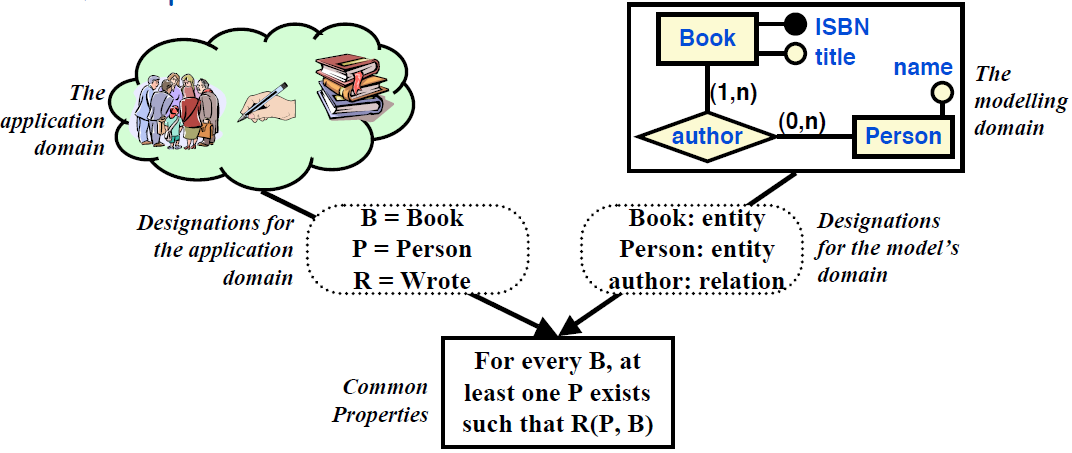 The
application
domain
Book
ISBN
title
name
(1,n)
author
(0,n)
Person
The
modelling
domain
Designations for
the application
domain
B = Book
P = Person
R = Wrote
Book: entity
Person: entity
author: relation
Designations
for the model’s
domain
Common
Properties
For every B, at
least one P exists
such that R(P, B)